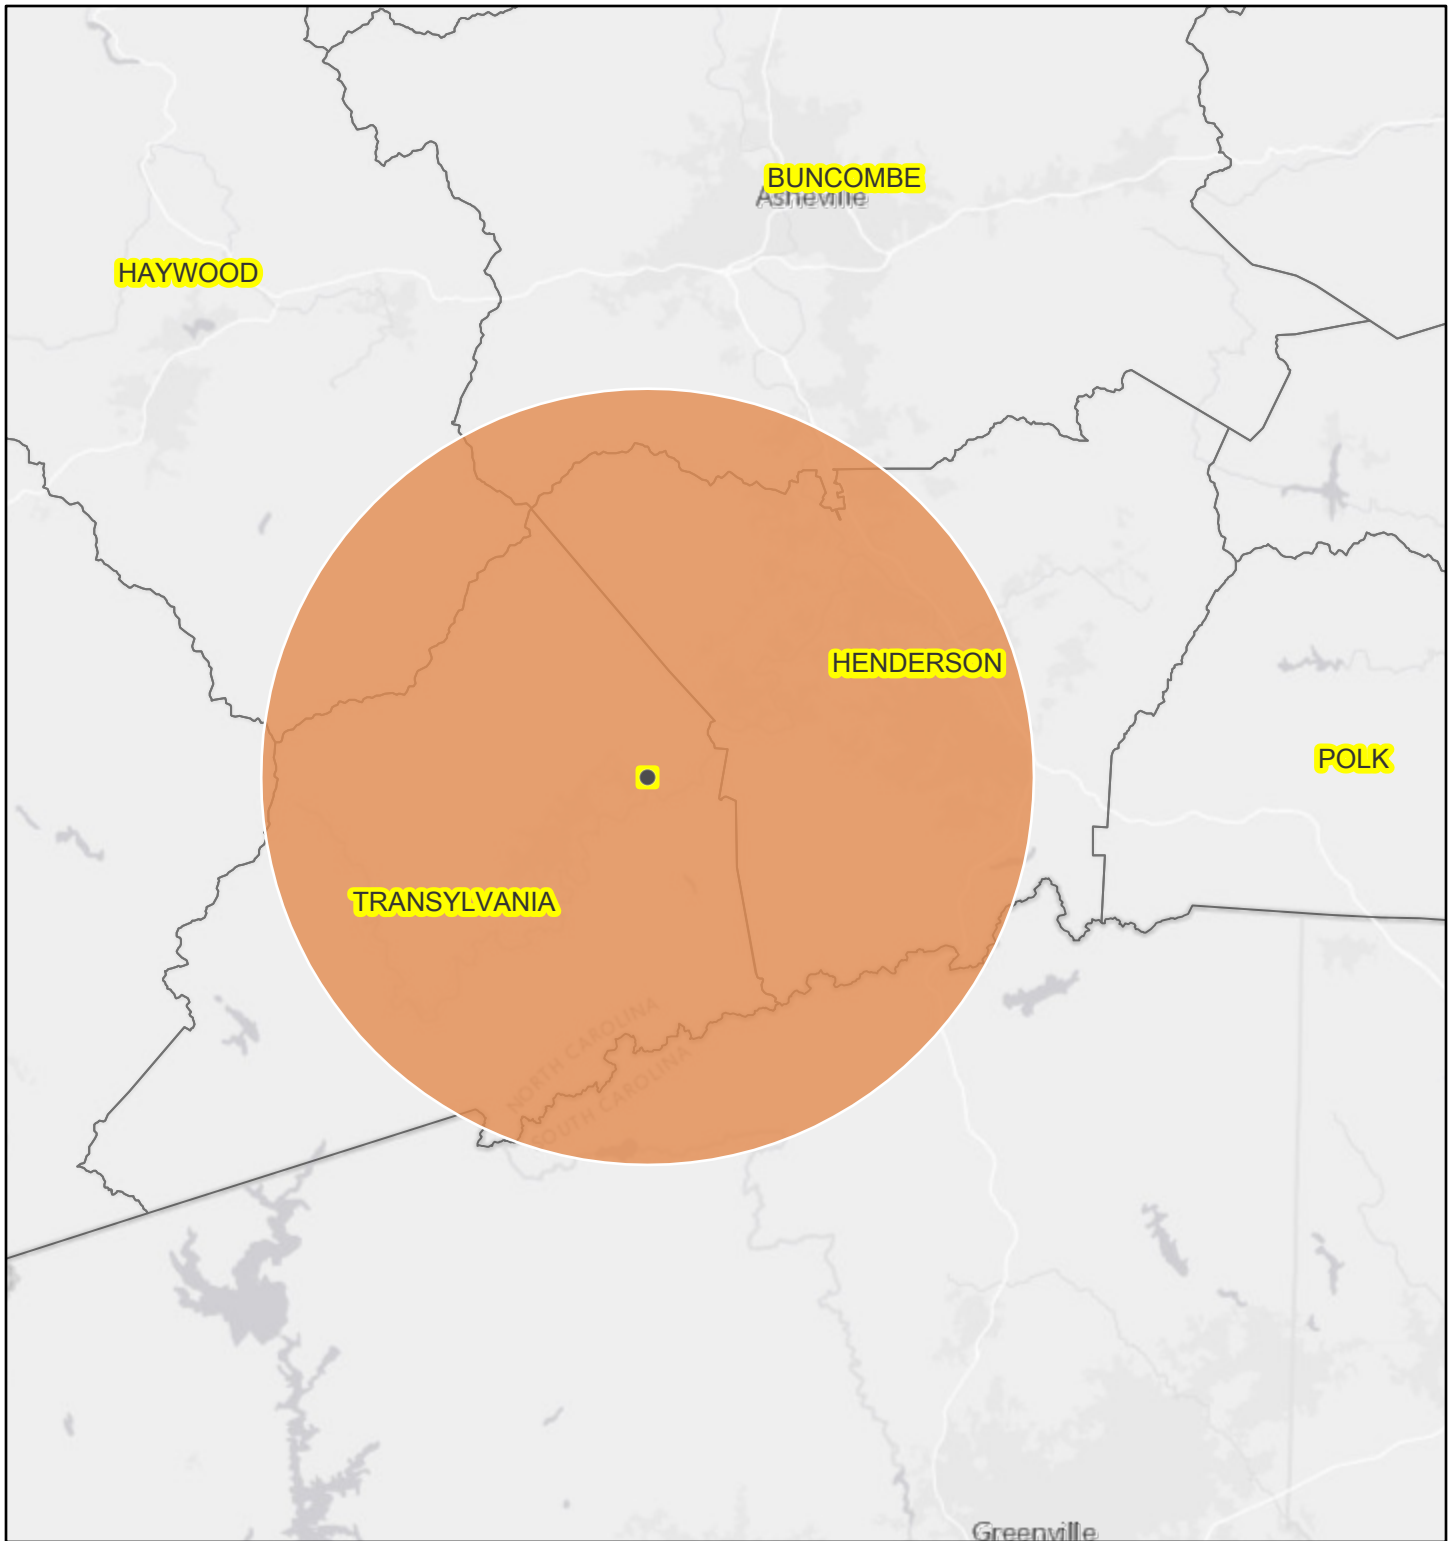 BUNCOMBE
Asheville
HAYWOOD
HENDERSON
POLK
TRANSYLVANIA
NORTH CAROLINA
SOUTH CAROLINA
Greenville